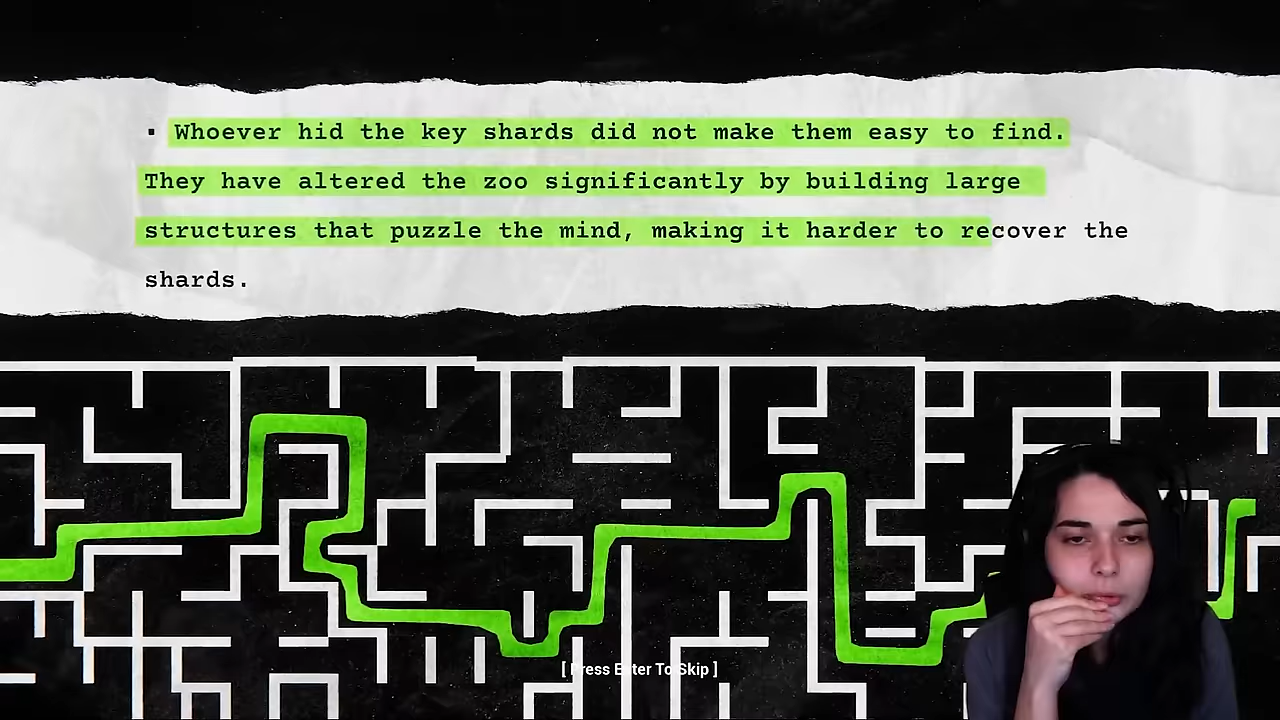 ▪ Whoever hid the key shards did not make them easy to find.
They have altered the zoo significantly by building large
structures that puzzle the mind, making it harder to recover the
shards.
[ Press Enter To Skip ]